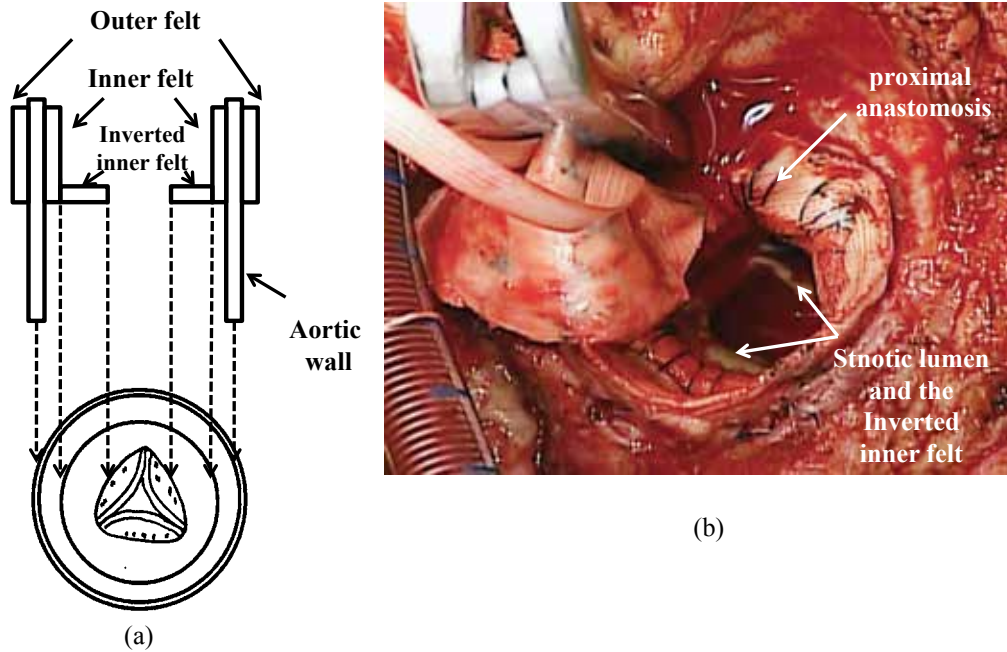 Outer felt
Inner felt
Inverted
inner felt
Aortic
wall
(a)
proximal
anastomosis
Stnotic lumen
and the
Inverted
inner felt
(b)